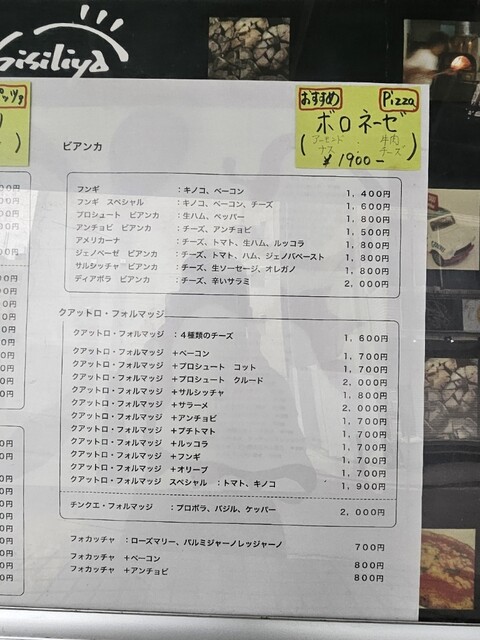 Sisiliya
おすすめ Pizza
ボロネーゼ
(アーモンド 牛肉
ナス チーズ)
¥1900-
ビアンカ
フンギ :キノコ、ベーコン 1,400円
フンギ スペシャル :キノコ、ベーコン、チーズ 1,600円
プロシュート ビアンカ :生ハム、ペッパー 1,800円
アンチョビ ビアンカ :チーズ、アンチョビ 1,500円
アメリカーナ :チーズ、トマト、生ハム、ルッコラ 1,800円
ジェノベーゼ ビアンカ :チーズ、トマト、ハム、ジェノバペースト 1,800円
サルシッチャ ビアンカ :チーズ、生ソーセージ、オレガノ 1,800円
ディアボラ ビアンカ :チーズ、辛いサラミ 2,000円
クアットロ・フォルマッジ
クアットロ・フォルマッジ :4種類のチーズ 1,600円
クアットロ・フォルマッジ +ベーコン 1,700円
クアットロ・フォルマッジ +プロシュート コット 1,700円
クアットロ・フォルマッジ +プロシュート クルード 2,000円
クアットロ・フォルマッジ +サルシッチャ 1,800円
クアットロ・フォルマッジ +サラーメ 2,000円
クアットロ・フォルマッジ +アンチョビ 1,700円
クアットロ・フォルマッジ +プチトマト 1,700円
クアットロ・フォルマッジ +ルッコラ 1,700円
クアットロ・フォルマッジ +フンギ 1,700円
クアットロ・フォルマッジ +オリーブ 1,700円
クアットロ・フォルマッジ スペシャル :トマト、キノコ 1,900円
チンクエ・フォルマッジ :プロボラ、バジル、ケッパー 2,000円
フォカッチャ :ローズマリー、パルミジャーノレッジャーノ 700円
フォカッチャ +ベーコン 800円
フォカッチャ +アンチョビ 800円